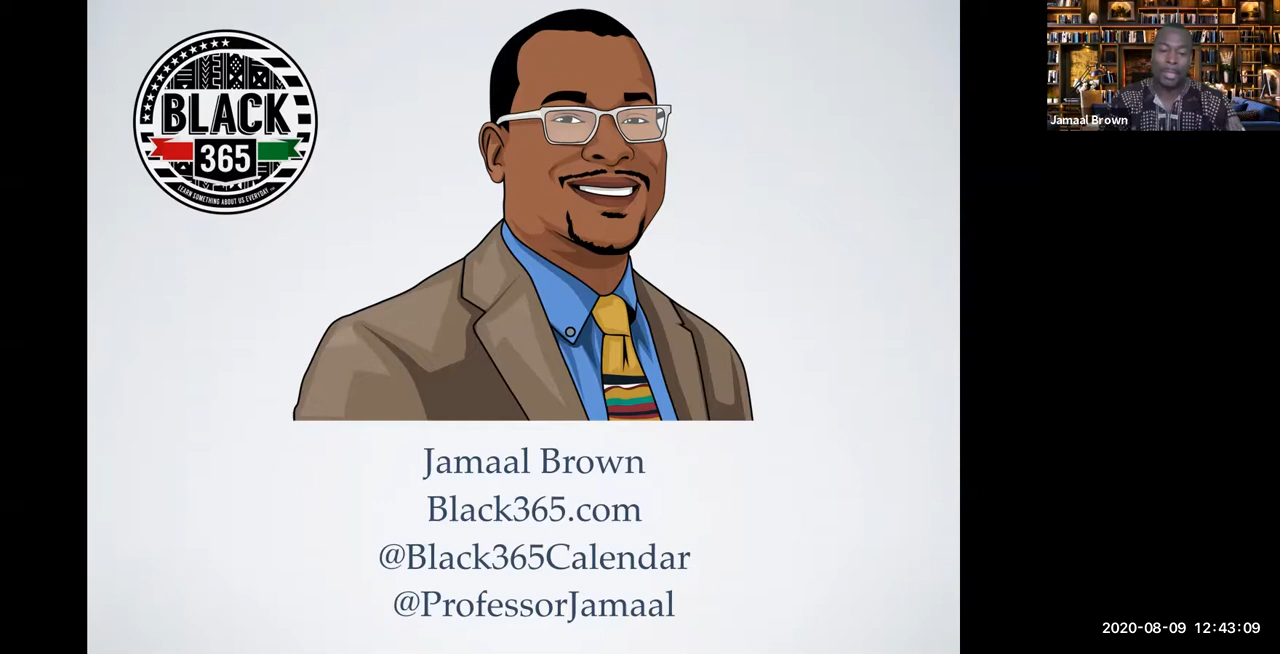 BLACK
365
LEARN SOMETHING ABOUT US EVERYDAY
Jamaal Brown
Jamaal Brown
Black365.com
@Black365Calendar
@ProfessorJamaal
2020-08-09 12:43:09